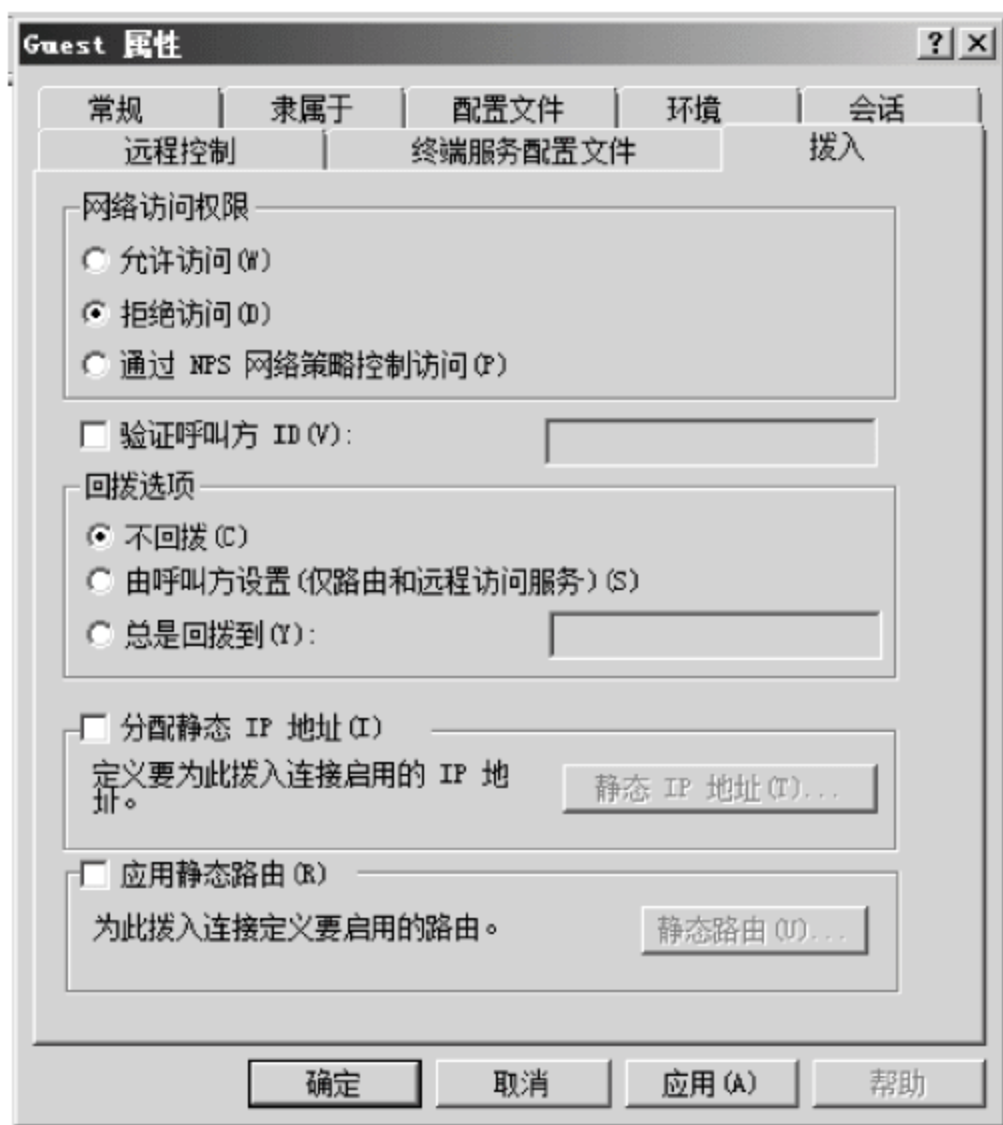 Guest 属性
常规 隶属于 配置文件 环境 会话
远程控制 终端服务配置文件 拨入
网络访问权限
允许访问(W)
拒绝访问(D)
通过 NPS 网络策略控制访问(P)
验证呼叫方 ID(V):
回拨选项
不回拨(C)
由呼叫方设置(仅路由和远程访问服务)(S)
总是回拨到(Y):
分配静态 IP 地址(I)
定义要为此拨入连接启用的 IP 地
址。
静态 IP 地址(T)...
应用静态路由(R)
为此拨入连接定义要启用的路由。
静态路由(U)...
确定 取消 应用(A) 帮助